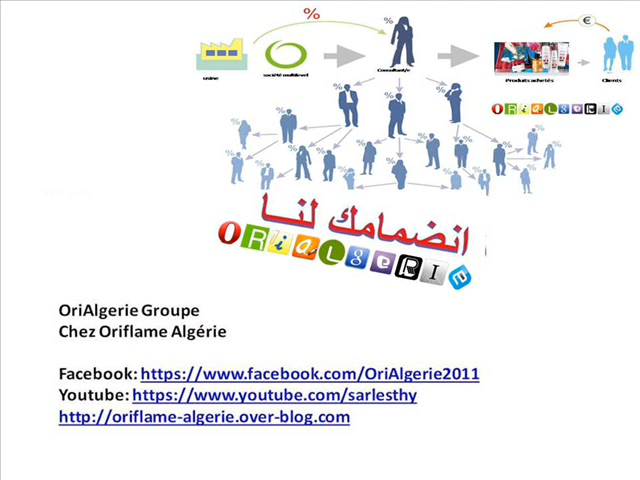 %
%
€
usine
société multilevel
Consultant/e
Produits achetés
Clients
OriAlgerIE
% %
% %
% % %
% % % %
انضمامك لنــــا
OriAlgeRIE
OriAlgerie Groupe
Chez Oriflame Algérie
Facebook: https://www.facebook.com/OriAlgerie2011
Youtube: https://www.youtube.com/sarlesthy
http://oriflame-algerie.over-blog.com